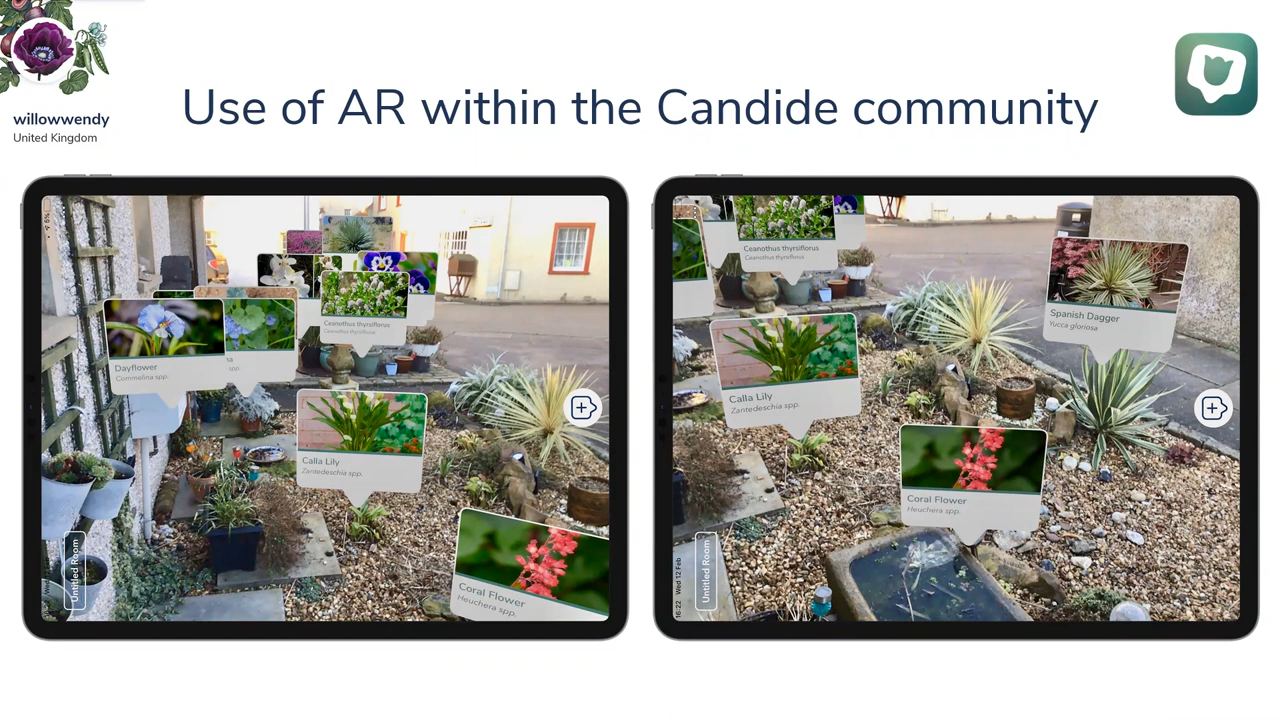 willowwendy
United Kingdom
Use of AR within the Candide community
Ceanothus thyrsiflorus
Ceanothus thyrsiflorus
Dayflower
Commelina spp.
spp.
Calla Lily
Zantedeschia spp.
Coral Flower
Heuchera spp.
Untitled Room
Ceanothus thyrsiflorus
Ceanothus thyrsiflorus
Spanish Dagger
Yucca gloriosa
Calla Lily
Zantedeschia spp.
Coral Flower
Heuchera spp.
16:22 Wed 12 Feb
Untitled Room